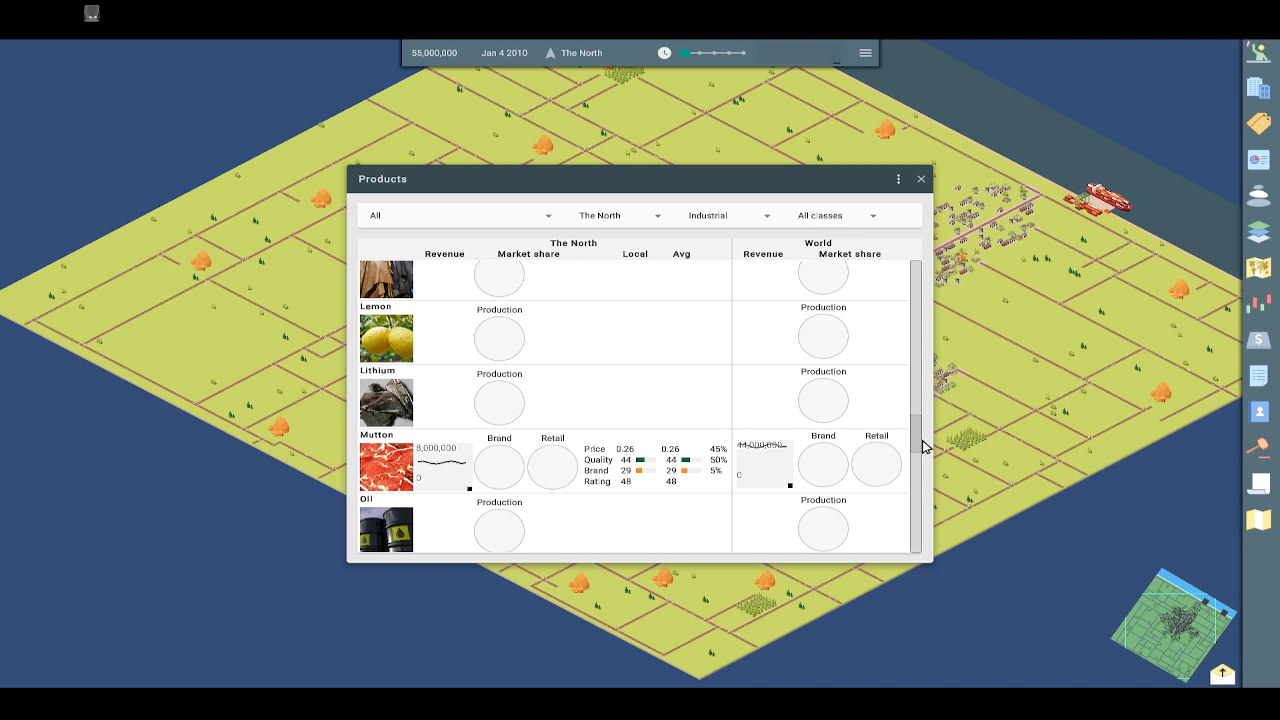 55,000,000 Jan 4 2010 The North
Products
All The North Industrial All classes
The North World
Revenue Market share Local Avg Revenue Market share
Lemon
Production Production
Lithium
Production Production
Mutton
8,000,000
0
Brand Retail
Price 0.26 0.26 45%
Quality 44 44 50%
Brand 29 29 5%
Rating 48 48
44,000,000
0
Brand Retail
Oil
Production Production
$